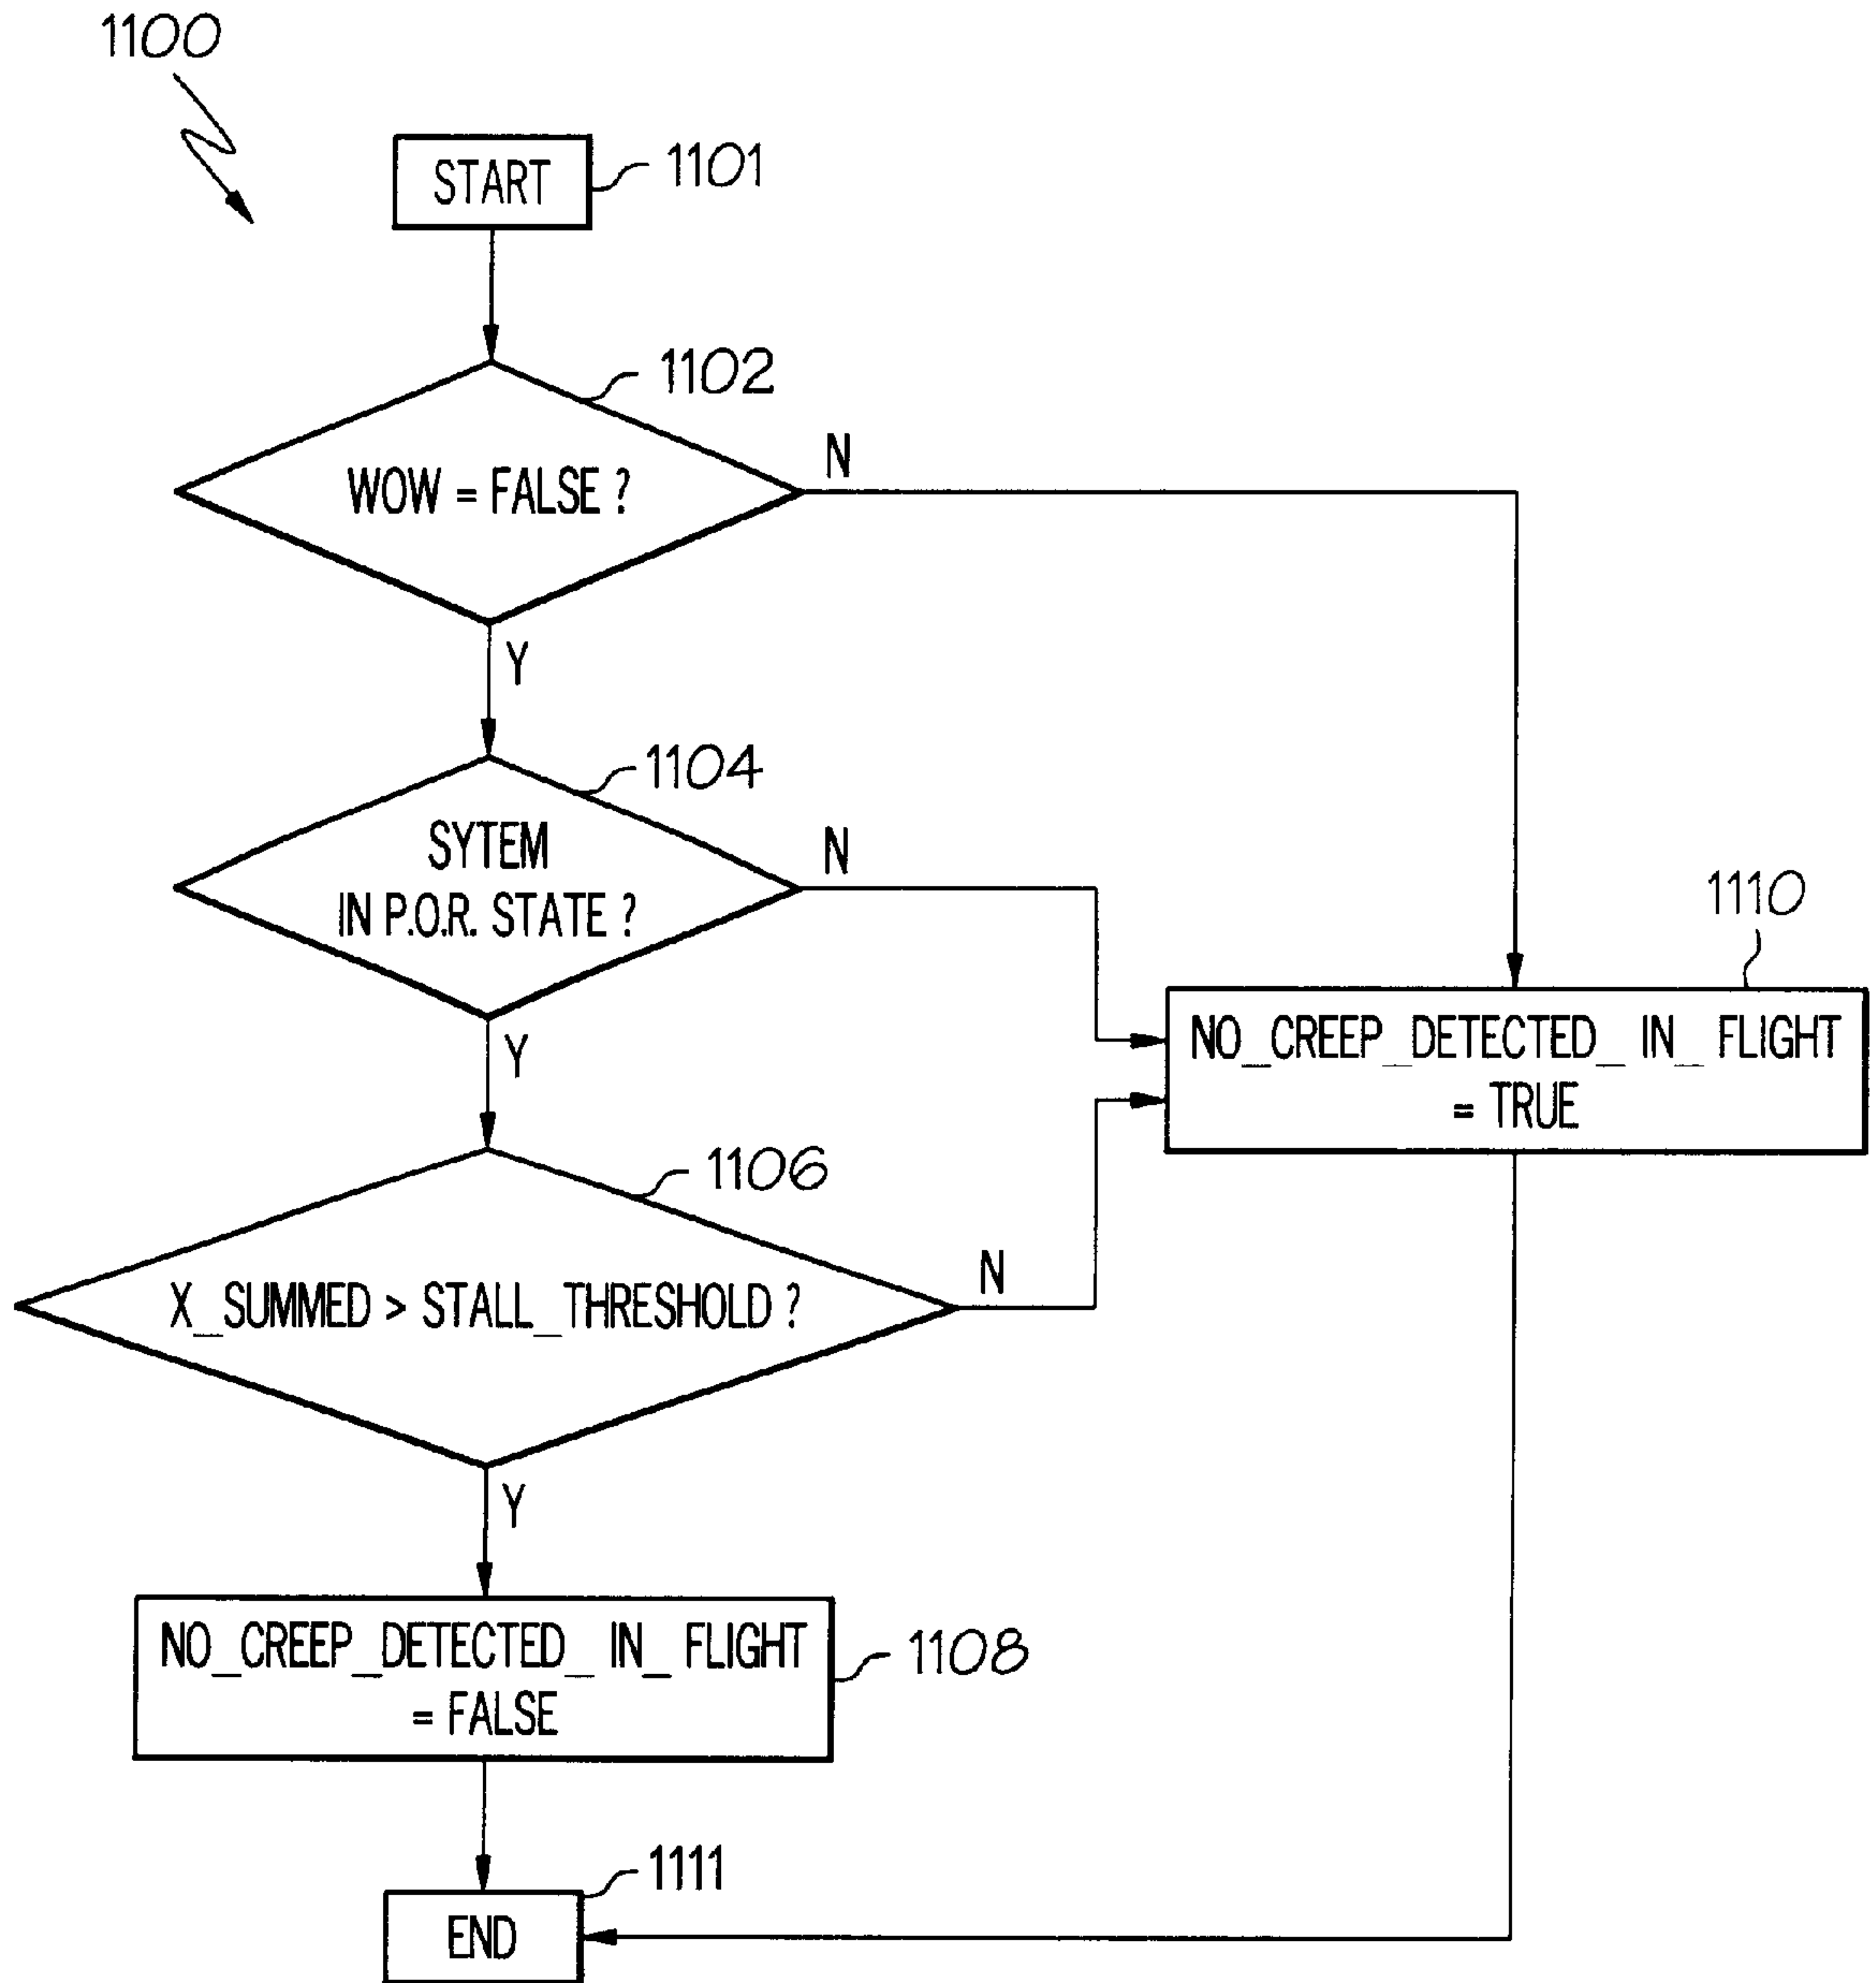 1100
START
1101
1102
WOW = FALSE ?
N
Y
1104
SYTEM
IN P.O.R. STATE ?
N
Y
1110
NO_CREEP_DETECTED_ IN_ FLIGHT
= TRUE
1106
X_SUMMED > STALL_THRESHOLD ?
N
Y
NO_CREEP_DETECTED_ IN_ FLIGHT
= FALSE
1108
1111
END